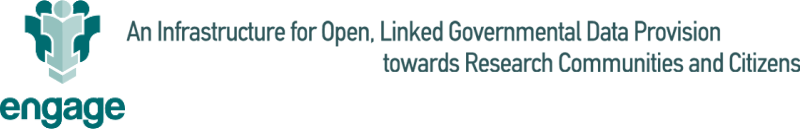 An Infrastructure for Open, Linked Governmental Data Provision
towards Research Communities and Citizens
engage